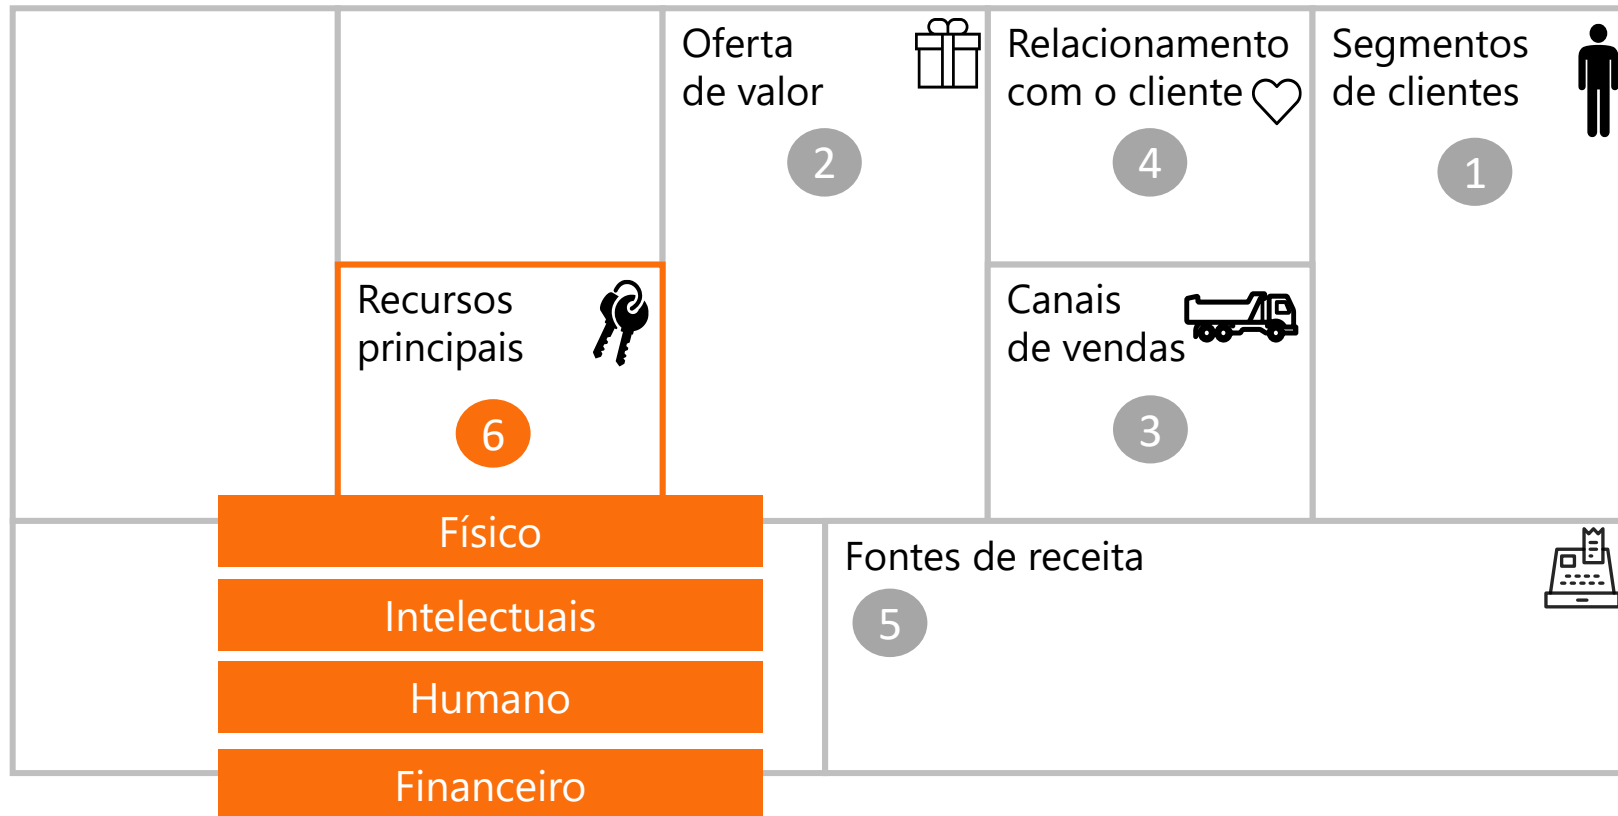 Oferta
de valor
2
Relacionamento
com o cliente
4
Segmentos
de clientes
1
Recursos
principais
6
Canais
de vendas
3
Físico
Intelectuais
Humano
Financeiro
Fontes de receita
5